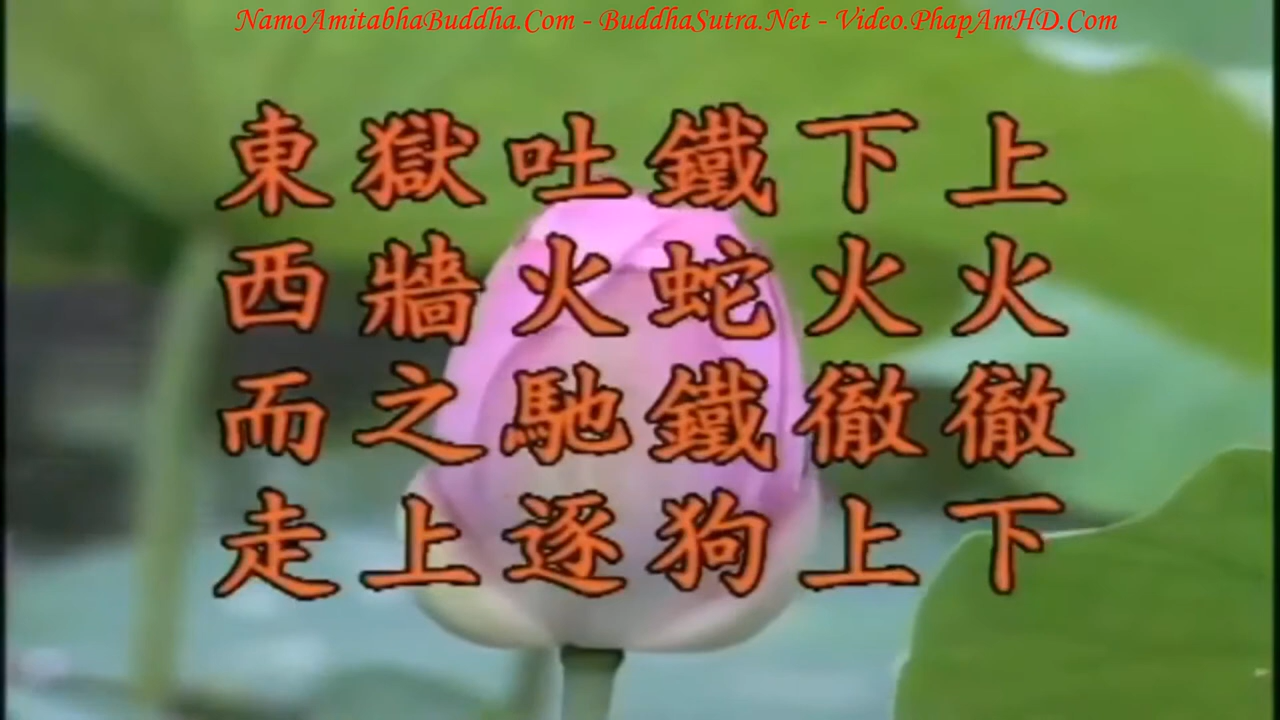 NamoAmitabhaBuddha.Com - BuddhaSutra.Net - Video.PhapAmHD.Com
上火徹下
下火徹上
鐵蛇鐵狗
吐火馳逐
獄牆之上
東西而走